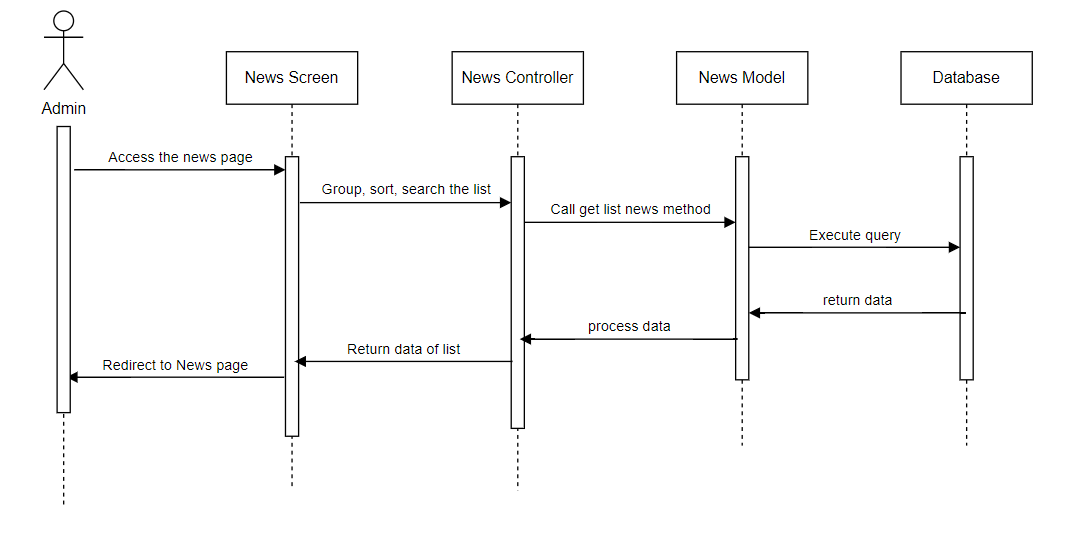 Admin
News Screen
News Controller
News Model
Database
Access the news page
Group, sort, search the list
Call get list news method
Execute query
return data
process data
Return data of list
Redirect to News page